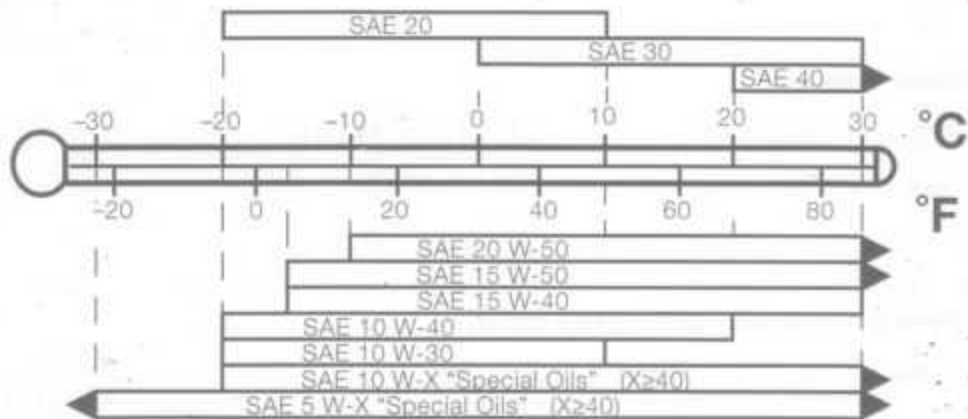 SAE 20
SAE 30
SAE 40
–30 –20 –10 0 10 20 30 °C
–20 0 20 40 60 80 °F
SAE 20 W-50
SAE 15 W-50
SAE 15 W-40
SAE 10 W-40
SAE 10 W-30
SAE 10 W-X "Special Oils" (X≥40)
SAE 5 W-X "Special Oils" (X≥40)